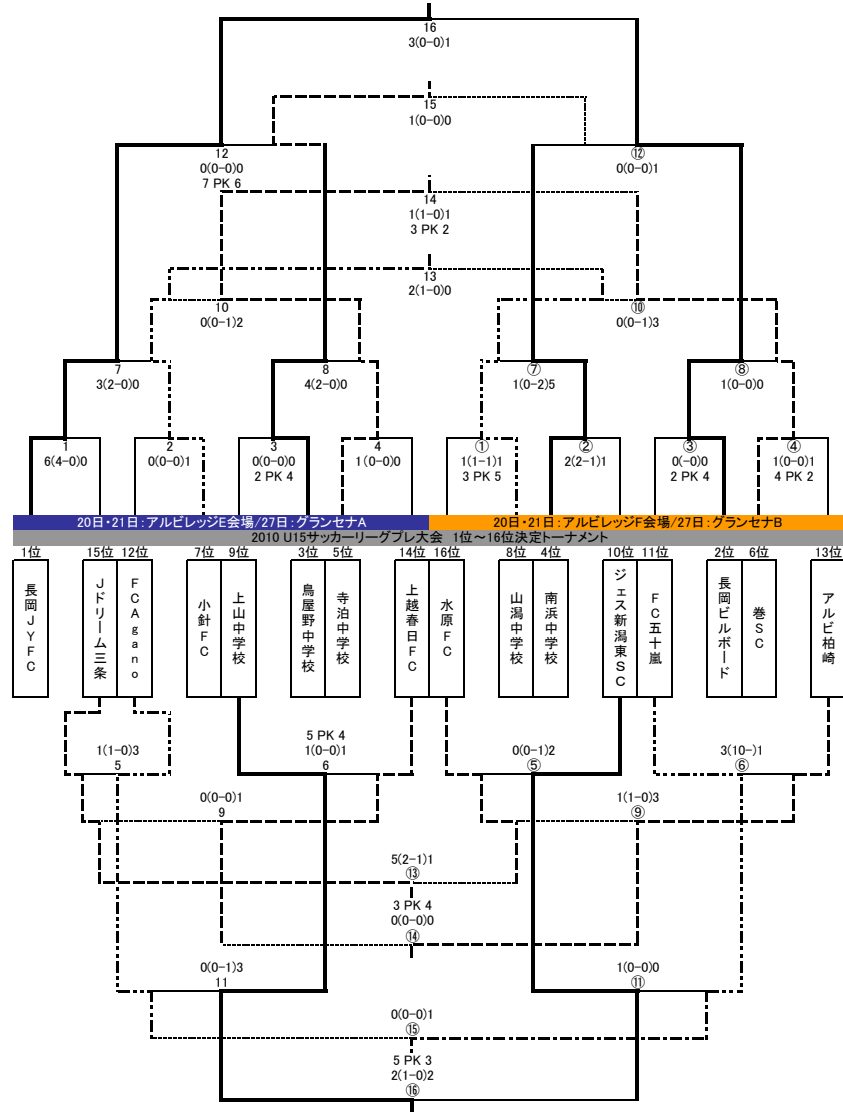 16
3(0-0)1
15
1(0-0)0
12
0(0-0)0
7 PK 6
⑫
0(0-0)1
14
1(1-0)1
3 PK 2
13
2(1-0)0
10
0(0-1)2
⑩
0(0-1)3
7
3(2-0)0
8
4(2-0)0
⑦
1(0-2)5
⑧
1(0-0)0
1
6(4-0)0
2
0(0-0)1
3
0(0-0)0
2 PK 4
4
1(0-0)0
①
1(1-1)1
3 PK 5
②
2(2-1)1
③
0(-0)0
2 PK 4
④
1(0-0)1
4 PK 2
20日・21日：アルビレッジE会場/27日：グランセナA
20日・21日：アルビレッジF会場/27日：グランセナB
2010 U15サッカーリーグプレ大会　1位～16位決定トーナメント
1位
15位
12位
7位
9位
3位
5位
14位
16位
8位
4位
10位
11位
2位
6位
13位
長岡JYFC
Jドリーム三条
FCAgano
小針FC
上山中学校
鳥屋野中学校
寺泊中学校
上越春日FC
水原FC
山潟中学校
南浜中学校
ジェス新潟東SC
FC五十嵐
長岡ビルボード
巻SC
アルビ柏崎
1(1-0)3
5
5 PK 4
1(0-0)1
6
0(0-1)2
⑤
3(10-)1
⑥
0(0-0)1
9
1(1-0)3
⑨
5(2-1)1
⑬
3 PK 4
0(0-0)0
⑭
0(0-1)3
11
1(0-0)0
⑪
0(0-0)1
⑮
5 PK 3
2(1-0)2
⑯